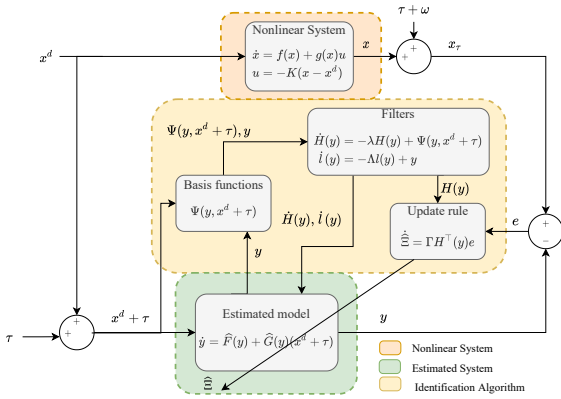 τ + ω
Nonlinear System
x^d
ẋ = f(x) + g(x)u
u = −K(x − x^d)
x
+
+
x_τ
Filters
Ψ(y, x^d + τ), y
Ḣ(y) = −λH(y) + Ψ(y, x^d + τ)
l̇(y) = −Λl(y) + y
Basis functions
Ψ(y, x^d + τ)
Ḣ(y), l̇(y)
H(y)
Update rule
Ξ̂̇ = ΓH^⊤(y)e
e
+
−
y
Estimated model
ẏ = F̂(y) + Ĝ(y)(x^d + τ)
x^d + τ
y
τ
+
+
Ξ̂
Nonlinear System
Estimated System
Identification Algorithm